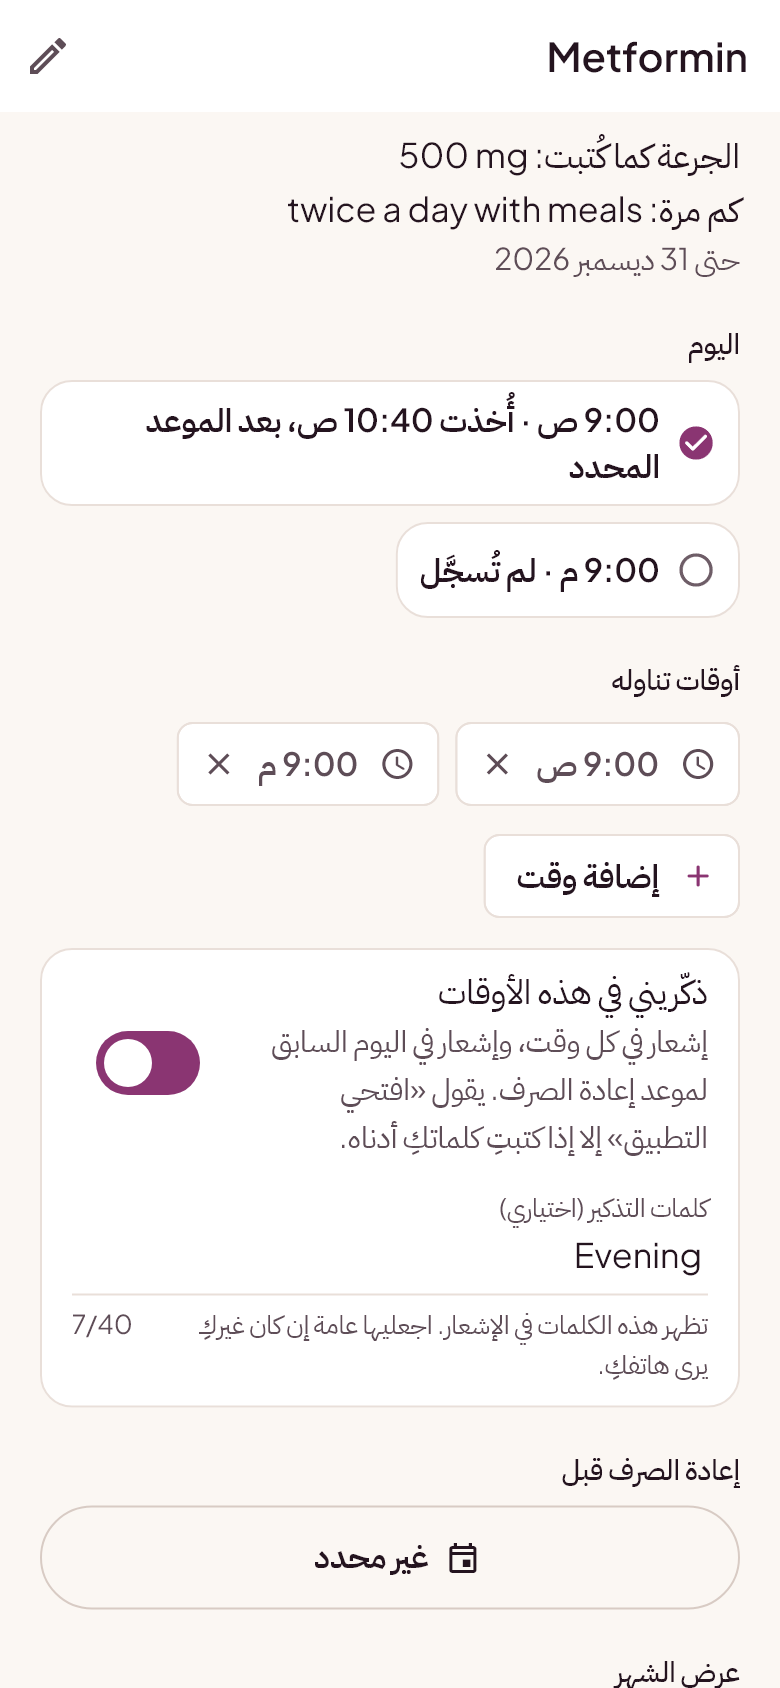 Metformin
الجرعة كما كُتبت: 500 mg
كم مرة: twice a day with meals
حتى 31 ديسمبر 2026
اليوم
9:00 ص · أُخذت 10:40 ص، بعد الموعد
المحدد
9:00 م · لم تُسجَّل
أوقات تناوله
9:00 ص
9:00 م
إضافة وقت
ذكّريني في هذه الأوقات
إشعار في كل وقت، وإشعار في اليوم السابق
لموعد إعادة الصرف. يقول «افتحي
التطبيق» إلا إذا كتبتِ كلماتكِ أدناه.
كلمات التذكير (اختياري)
Evening
تظهر هذه الكلمات في الإشعار. اجعليها عامة إن كان غيركِ
يرى هاتفكِ.
7/40
إعادة الصرف قبل
غير محدد
عرض الشهر